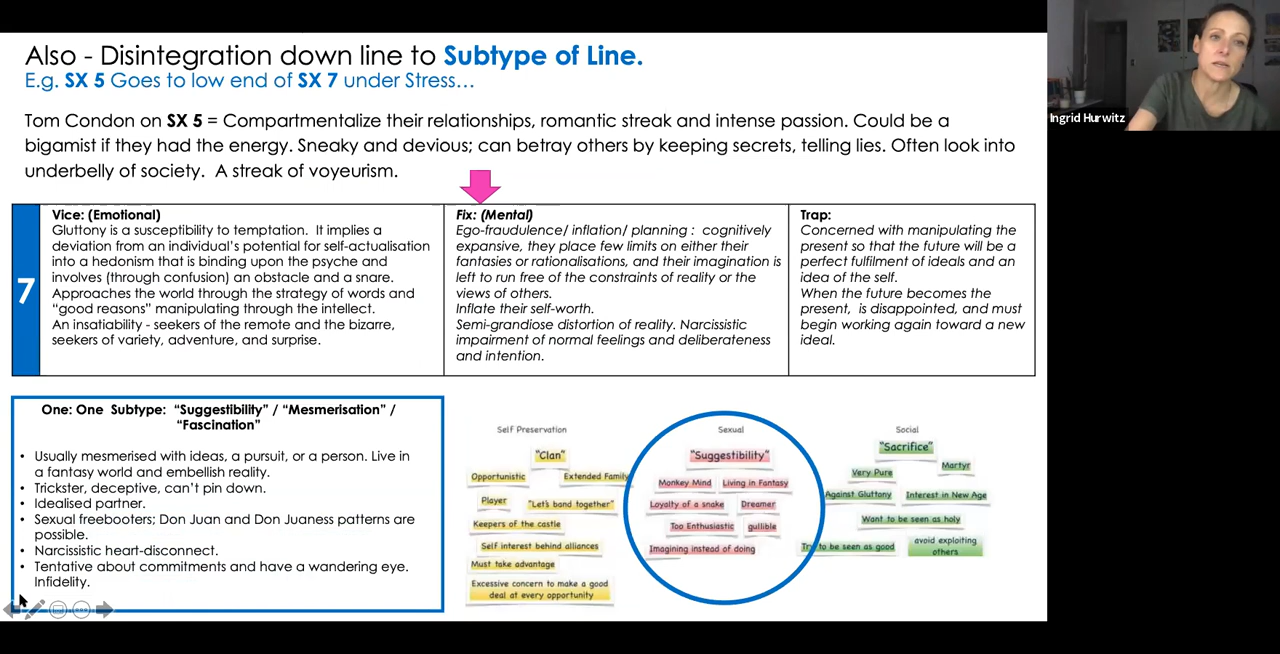 Also - Disintegration down line to Subtype of Line.
E.g. SX 5 Goes to low end of SX 7 under Stress…
Tom Condon on SX 5 = Compartmentalize their relationships, romantic streak and intense passion. Could be a
bigamist if they had the energy. Sneaky and devious; can betray others by keeping secrets, telling lies. Often look into
underbelly of society. A streak of voyeurism.
7
Vice: (Emotional)
Gluttony is a susceptibility to temptation. It implies a
deviation from an individual's potential for self-actualisation
into a hedonism that is binding upon the psyche and
involves (through confusion) an obstacle and a snare.
Approaches the world through the strategy of words and
"good reasons" manipulating through the intellect.
An insatiability - seekers of the remote and the bizarre,
seekers of variety, adventure, and surprise.
Fix: (Mental)
Ego-fraudulence/ inflation/ planning : cognitively
expansive, they place few limits on either their
fantasies or rationalisations, and their imagination is
left to run free of the constraints of reality or the
views of others.
Inflate their self-worth.
Semi-grandiose distortion of reality. Narcissistic
impairment of normal feelings and deliberateness
and intention.
Trap:
Concerned with manipulating the
present so that the future will be a
perfect fulfilment of ideals and an
idea of the self.
When the future becomes the
present, is disappointed, and must
begin working again toward a new
ideal.
One: One Subtype: "Suggestibility" / "Mesmerisation" /
"Fascination"
• Usually mesmerised with ideas, a pursuit, or a person. Live in
a fantasy world and embellish reality.
• Trickster, deceptive, can't pin down.
• Idealised partner.
• Sexual freebooters; Don Juan and Don Juaness patterns are
possible.
• Narcissistic heart-disconnect.
• Tentative about commitments and have a wandering eye.
Infidelity.
Self Preservation
"Clan"
Opportunistic
Extended Family
Player
"Let's band together"
Keepers of the castle
Self interest behind alliances
Must take advantage
Excessive concern to make a good
deal at every opportunity
Sexual
"Suggestibility"
Monkey Mind
Living in Fantasy
Loyalty of a snake
Dreamer
Too Enthusiastic
gullible
Imagining instead of doing
Social
"Sacrifice"
Very Pure
Martyr
Against Gluttony
Interest in New Age
Want to be seen as holy
Try to be seen as good
avoid exploiting
others
Ingrid Hurwitz